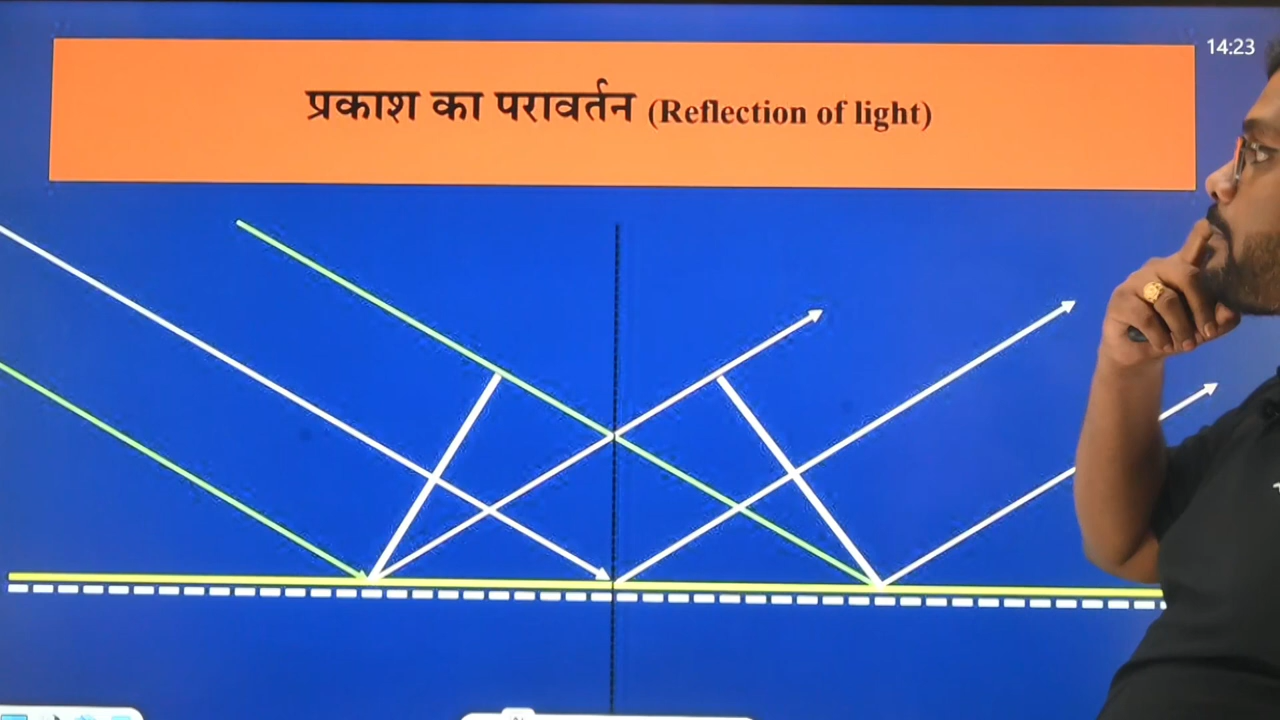 14:23
प्रकाश का परावर्तन (Reflection of light)